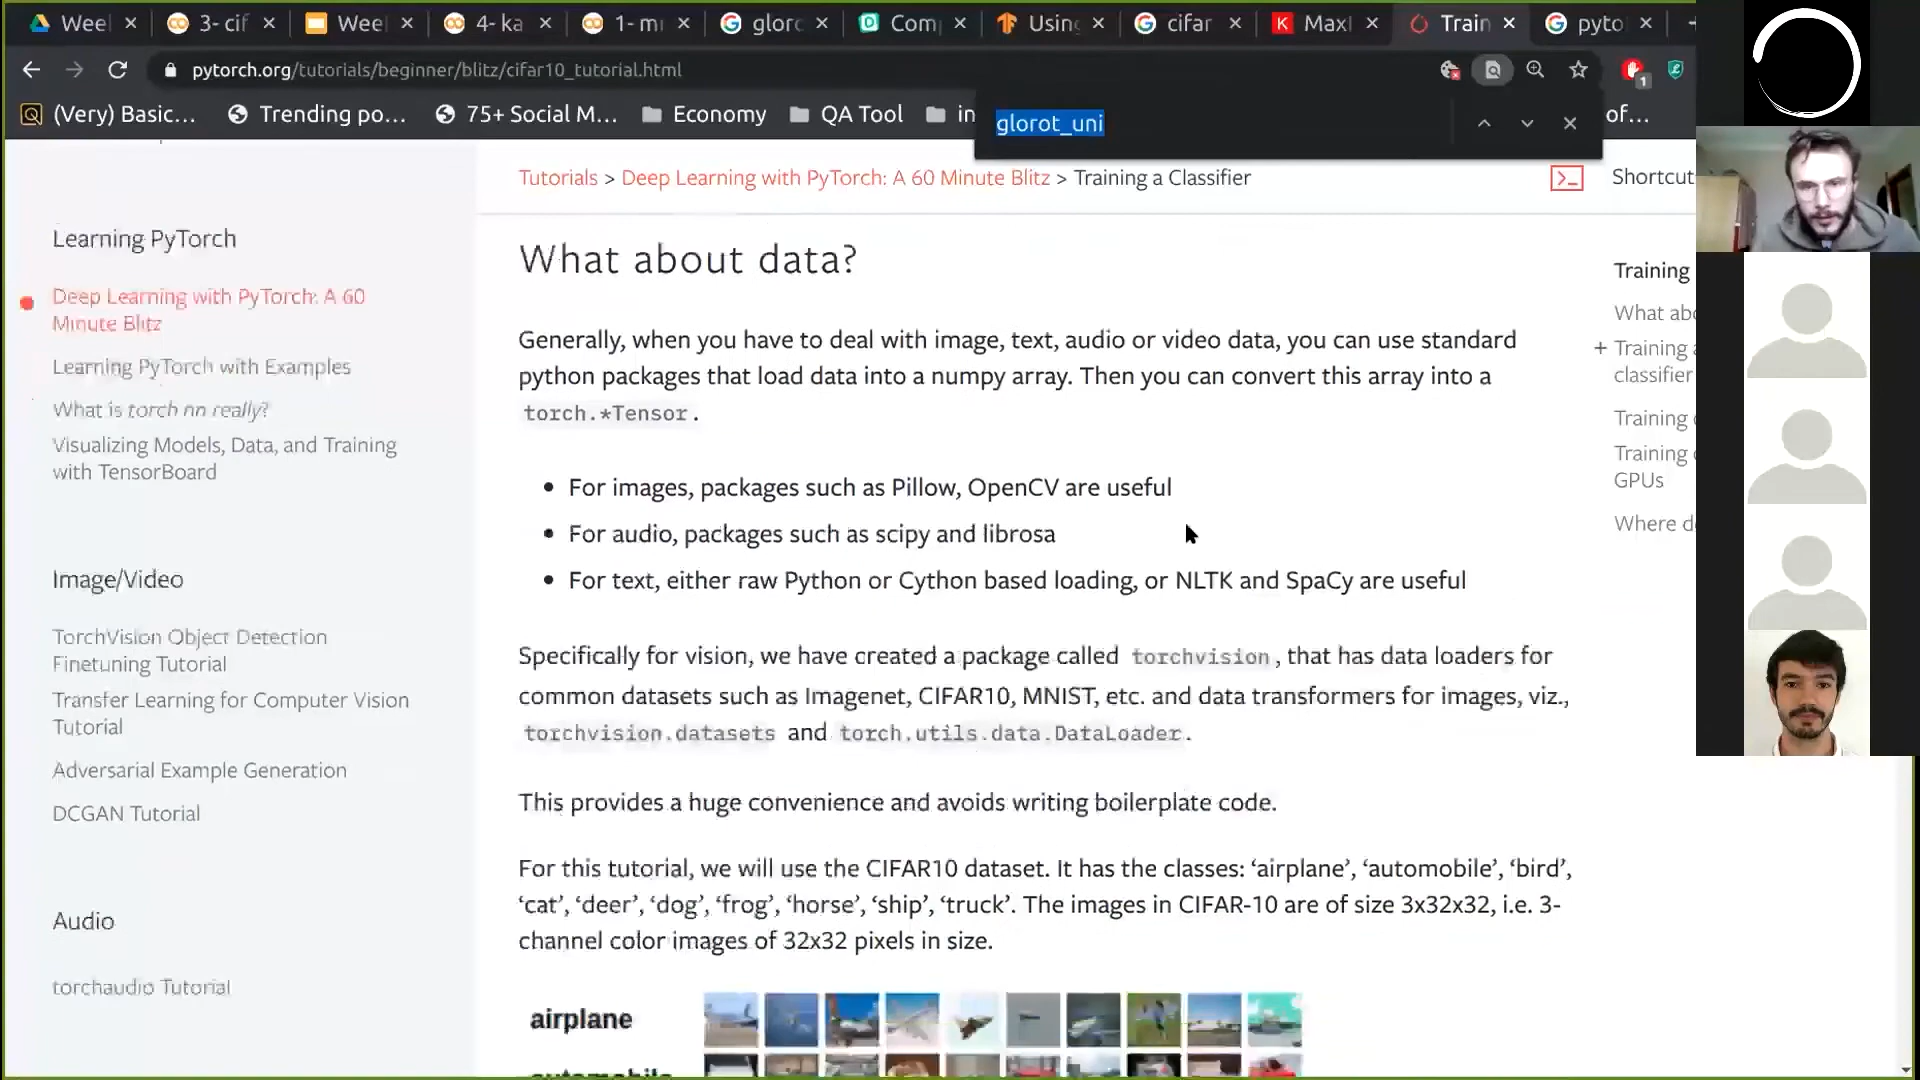 Weel
3- cif
Weel
4- ka
1- m
glorc
Comp
Using
cifar
MaxI
Train
pyto
pytorch.org/tutorials/beginner/blitz/cifar10_tutorial.html
1
(Very) Basic...
Trending po...
75+ Social M...
Economy
QA Tool
in
of...
glorot_uni
Tutorials > Deep Learning with PyTorch: A 60 Minute Blitz > Training a Classifier
Shortcut
Learning PyTorch
Deep Learning with PyTorch: A 60
Minute Blitz
Learning PyTorch with Examples
What is torch nn really?
Visualizing Models, Data, and Training
with TensorBoard
Image/Video
TorchVision Object Detection
Finetuning Tutorial
Transfer Learning for Computer Vision
Tutorial
Adversarial Example Generation
DCGAN Tutorial
Audio
torchaudio Tutorial
What about data?
Generally, when you have to deal with image, text, audio or video data, you can use standard
python packages that load data into a numpy array. Then you can convert this array into a
torch.*Tensor.
• For images, packages such as Pillow, OpenCV are useful
• For audio, packages such as scipy and librosa
• For text, either raw Python or Cython based loading, or NLTK and SpaCy are useful
Specifically for vision, we have created a package called torchvision, that has data loaders for
common datasets such as Imagenet, CIFAR10, MNIST, etc. and data transformers for images, viz.,
torchvision.datasets and torch.utils.data.DataLoader.
This provides a huge convenience and avoids writing boilerplate code.
For this tutorial, we will use the CIFAR10 dataset. It has the classes: ‘airplane’, ‘automobile’, ‘bird’,
‘cat’, ‘deer’, ‘dog’, ‘frog’, ‘horse’, ‘ship’, ‘truck’. The images in CIFAR-10 are of size 3x32x32, i.e. 3-
channel color images of 32x32 pixels in size.
airplane
automobile
Training
What abo
+ Training a
classifier
Training o
Training o
GPUs
Where d